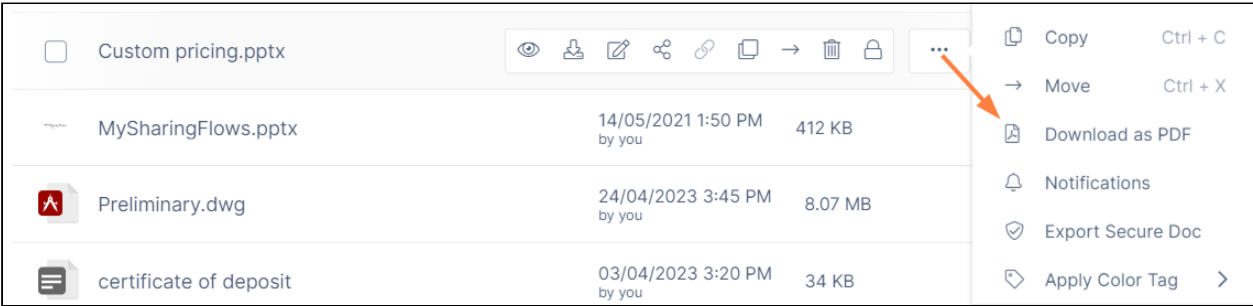 Custom pricing.pptx
MySharingFlows.pptx
14/05/2021 1:50 PM
by you
412 KB
Preliminary.dwg
24/04/2023 3:45 PM
by you
8.07 MB
certificate of deposit
03/04/2023 3:20 PM
by you
34 KB
Copy Ctrl + C
Move Ctrl + X
Download as PDF
Notifications
Export Secure Doc
Apply Color Tag